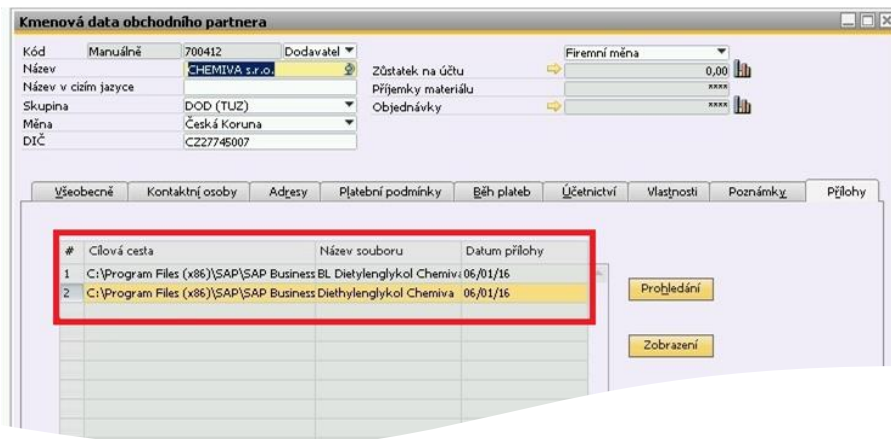 Kmenová data obchodního partnera
Kód Manuálně 700412 Dodavatel Firemní měna
Název CHEMIVA s.r.o. Zůstatek na účtu 0,00
Název v cizím jazyce Příjemky materiálu ****
Skupina DOD (TUZ) Objednávky ****
Měna Česká Koruna
DIČ CZ27745007
Všeobecně Kontaktní osoby Adresy Platební podmínky Běh plateb Účetnictví Vlastnosti Poznámky Přílohy
# Cílová cesta Název souboru Datum přílohy
1 C:\Program Files (x86)\SAP\SAP Business BL Dietylenglykol Chemiva 06/01/16
2 C:\Program Files (x86)\SAP\SAP Business Diethylenglykol Chemiva 06/01/16
Prohledání
Zobrazení